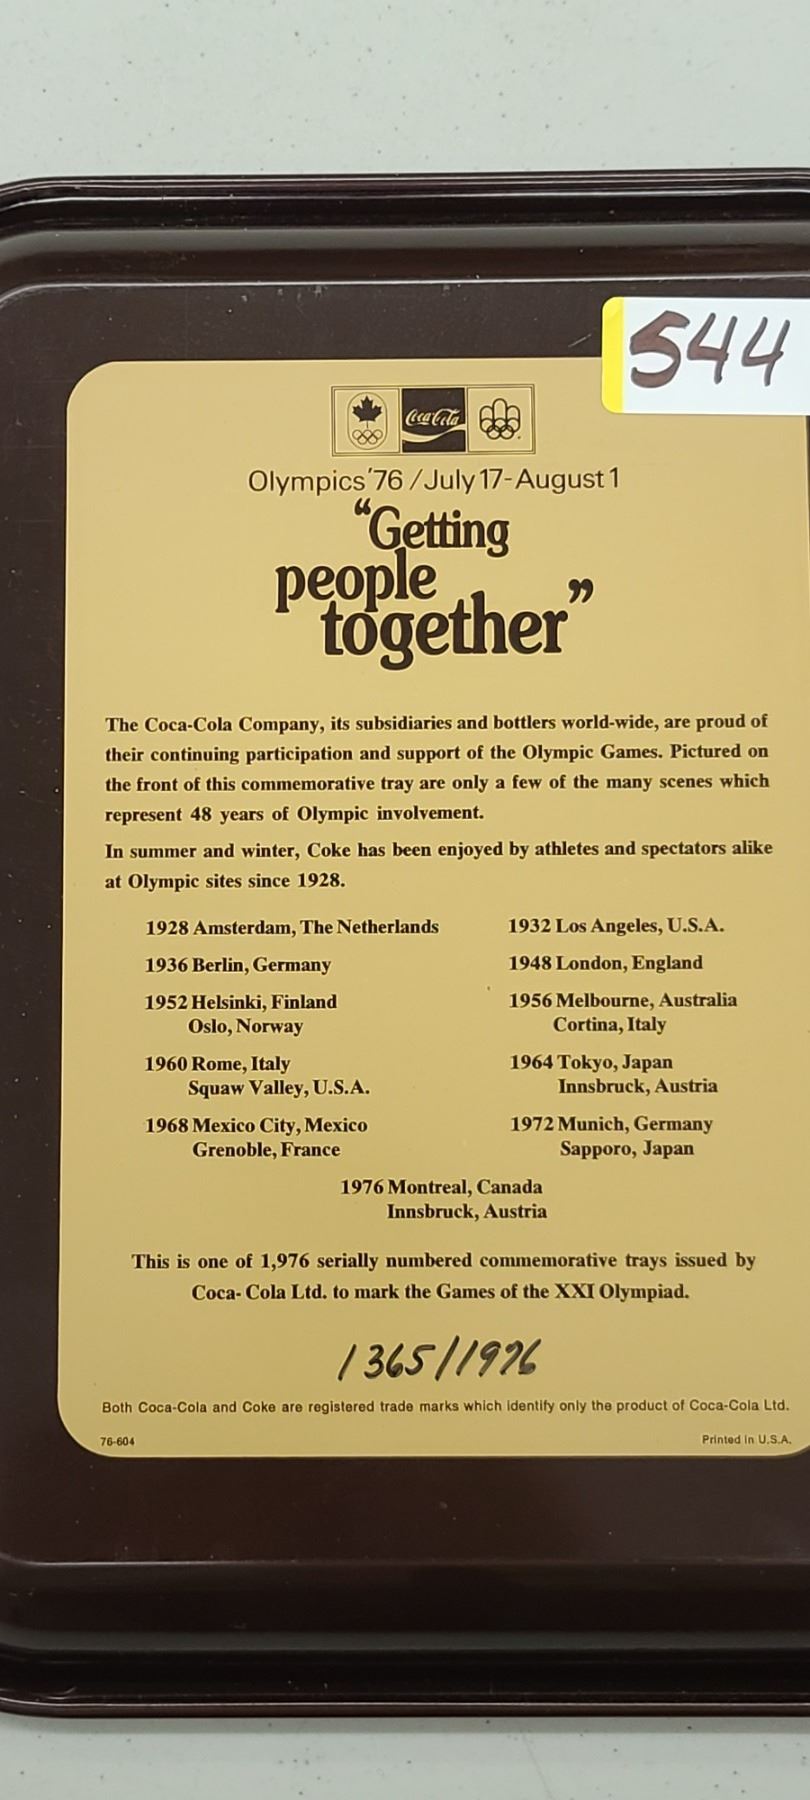 544
Coca-Cola
Olympics '76 / July 17 - August 1
“Getting
people
together”
The Coca-Cola Company, its subsidiaries and bottlers world-wide, are proud of
their continuing participation and support of the Olympic Games. Pictured on
the front of this commemorative tray are only a few of the many scenes which
represent 48 years of Olympic involvement.
In summer and winter, Coke has been enjoyed by athletes and spectators alike
at Olympic sites since 1928.
1928 Amsterdam, The Netherlands
1932 Los Angeles, U.S.A.
1936 Berlin, Germany
1948 London, England
1952 Helsinki, Finland
Oslo, Norway
1956 Melbourne, Australia
Cortina, Italy
1960 Rome, Italy
Squaw Valley, U.S.A.
1964 Tokyo, Japan
Innsbruck, Austria
1968 Mexico City, Mexico
Grenoble, France
1972 Munich, Germany
Sapporo, Japan
1976 Montreal, Canada
Innsbruck, Austria
This is one of 1,976 serially numbered commemorative trays issued by
Coca- Cola Ltd. to mark the Games of the XXI Olympiad.
1365/1976
Both Coca-Cola and Coke are registered trade marks which identify only the product of Coca-Cola Ltd.
76-604
Printed in U.S.A.